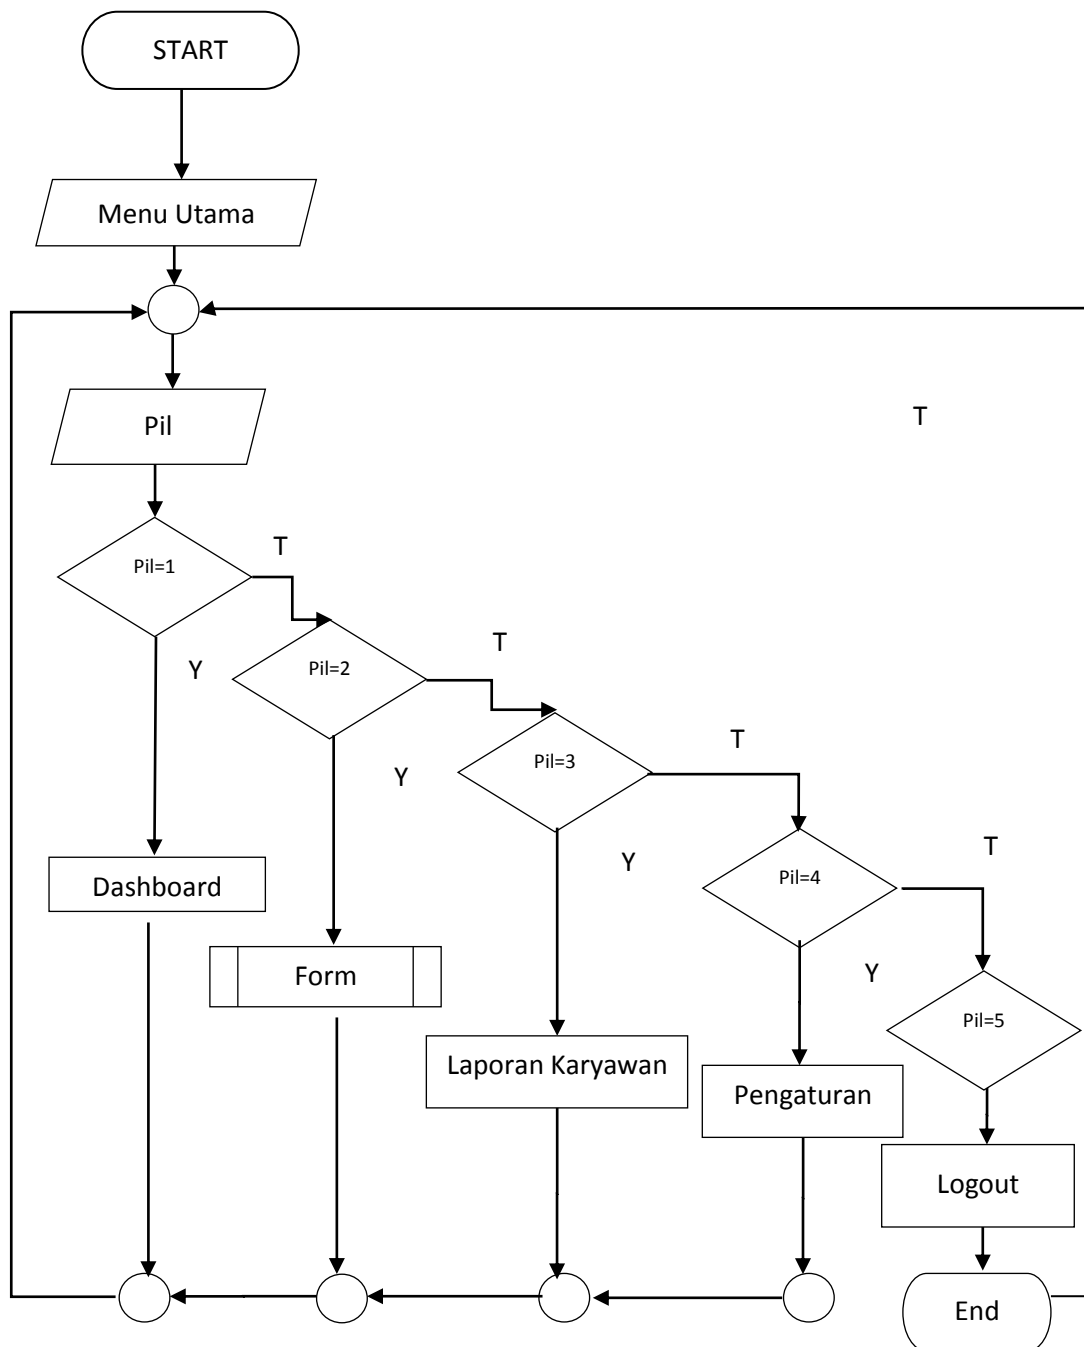 START
Menu Utama
Pil
T
Pil=1
T
Y
Pil=2
T
Y
Pil=3
T
Y
Pil=4
T
Y
Pil=5
Dashboard
Form
Laporan Karyawan
Pengaturan
Logout
End